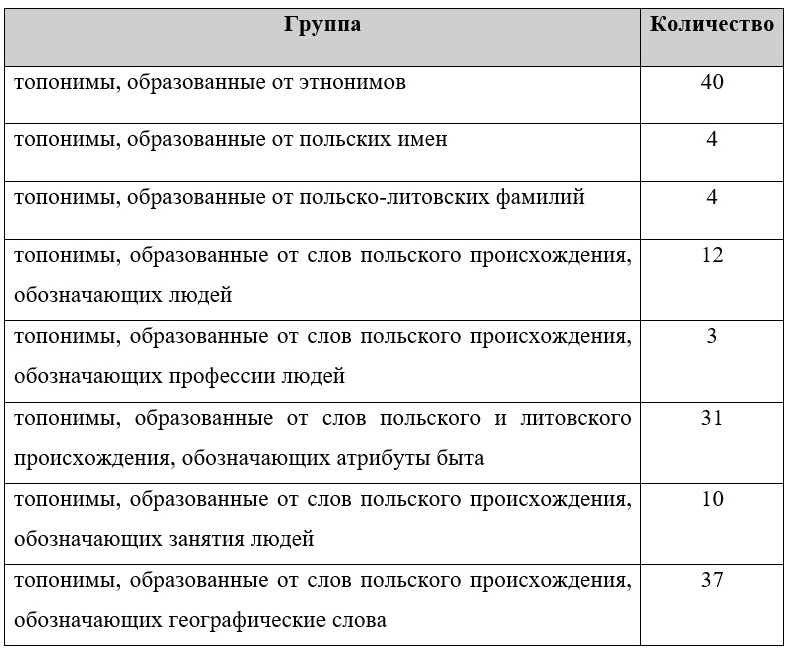 Группа Количество
топонимы, образованные от этнонимов 40
топонимы, образованные от польских имен 4
топонимы, образованные от польско-литовских фамилий 4
топонимы, образованные от слов польского происхождения, 12
обозначающих людей
топонимы, образованные от слов польского происхождения, 3
обозначающих профессии людей
топонимы, образованные от слов польского и литовского 31
происхождения, обозначающих атрибуты быта
топонимы, образованные от слов польского происхождения, 10
обозначающих занятия людей
топонимы, образованные от слов польского происхождения, 37
обозначающих географические слова